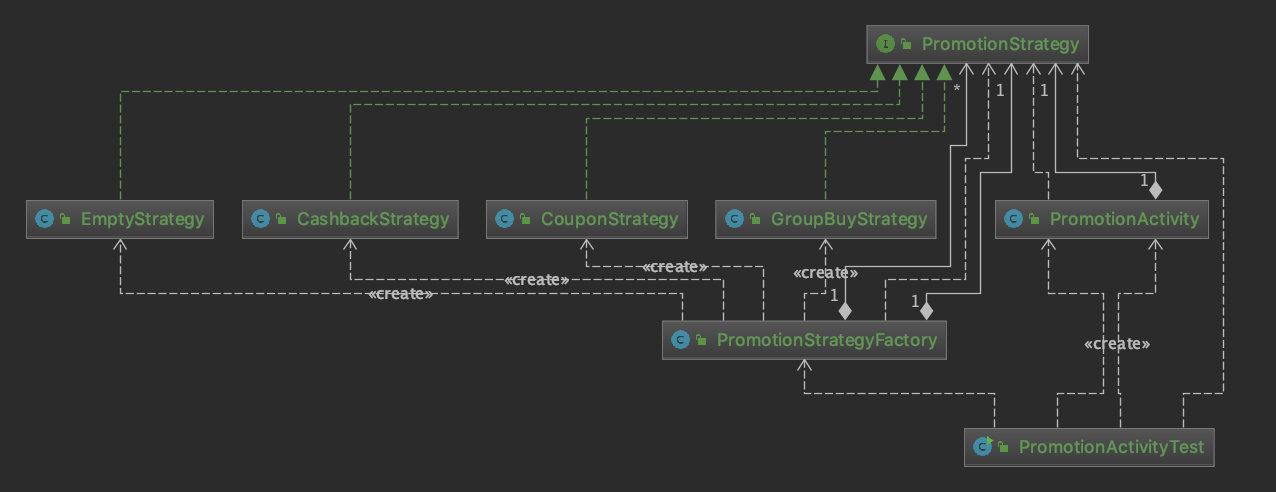 PromotionStrategy
* 1 1
1
EmptyStrategy CashbackStrategy CouponStrategy GroupBuyStrategy PromotionActivity
«create»
«create»
«create»
«create»
1 1
PromotionStrategyFactory
«create»
PromotionActivityTest